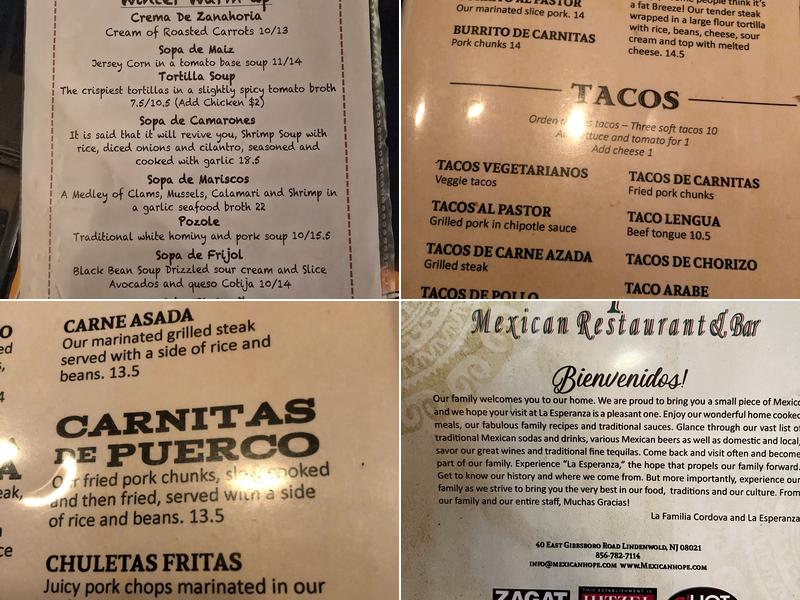 Winter Warm up
Crema De Zanahoria
Cream of Roasted Carrots 10/13
Sopa de Maiz
Jersey Corn in a tomato base soup 11/14
Tortilla Soup
The crispiest tortillas in a slightly spicy tomato broth
7.5/10.5 (Add Chicken $2)
Sopa de Camarones
It is said that it will revive you, Shrimp Soup with
rice, diced onions and cilantro, seasoned and
cooked with garlic 18.5
Sopa de Mariscos
A Medley of Clams, Mussels, Calamari and Shrimp in
a garlic seafood broth 22
Pozole
Traditional white hominy and pork soup 10/15.5
Sopa de Frijol
Black Bean Soup Drizzled sour cream and Slice
Avocados and queso Cotija 10/14
AL PASTOR
Our marinated slice pork. 14
BURRITO DE CARNITAS
Pork chunks 14
people think it's
a fat Breeze! Our tender steak
wrapped in a large flour tortilla
with rice, beans, cheese, sour
cream and top with melted
cheese. 14.5
TACOS
Orden tacos – Three soft tacos 10
lettuce and tomato for 1
Add cheese 1
TACOS VEGETARIANOS
Veggie tacos
TACOS AL PASTOR
Grilled pork in chipotle sauce
TACOS DE CARNE AZADA
Grilled steak
TACOS DE POLLO
TACOS DE CARNITAS
Fried pork chunks
TACO LENGUA
Beef tongue 10.5
TACOS DE CHORIZO
TACO ARABE
CARNE ASADA
Our marinated grilled steak
served with a side of rice and
beans. 13.5
CARNITAS
DE PUERCO
Our fried pork chunks, slow cooked
and then fried, served with a side
of rice and beans. 13.5
CHULETAS FRITAS
Juicy pork chops marinated in our
Mexican Restaurant & Bar
Bienvenidos!
Our family welcomes you to our home. We are proud to bring you a small piece of Mexico
and we hope your visit at La Esperanza is a pleasant one. Enjoy our wonderful home cooked
meals, our fabulous family recipes and traditional sauces. Glance through our vast list of
traditional Mexican sodas and drinks, various Mexican beers as well as domestic and local,
savor our great wines and traditional fine tequilas. Come back and visit often and become
part of our family. Experience “La Esperanza,” the hope that propels our family forward.
Get to know our history and where we come from. But more importantly, experience our
family as we strive to bring you the very best in our food, traditions and our culture. From
our family and our entire staff, Muchas Gracias!
La Familia Cordova and La Esperanza
40 East Gibbsboro Road Lindenwold, NJ 08021
856-782-7114
info@mexicanhope.com www.Mexicanhope.com
ZAGAT
THIS ESTABLISHMENT IS
HOT